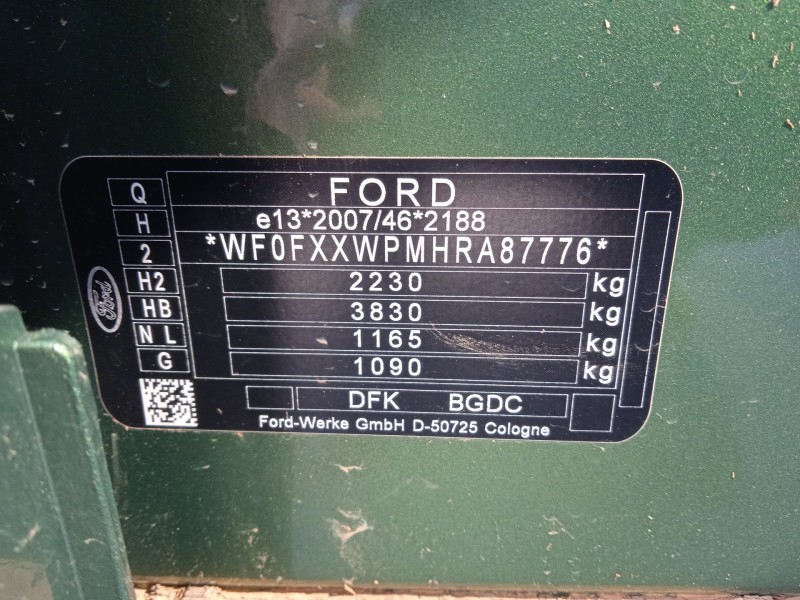 Q FORD
H e13*2007/46*2188
2 *WF0FXXWPMHRA87776*
H2 2230 kg
HB 3830 kg
N L 1165 kg
G 1090 kg
Ford
DFK BGDC
Ford-Werke GmbH D-50725 Cologne